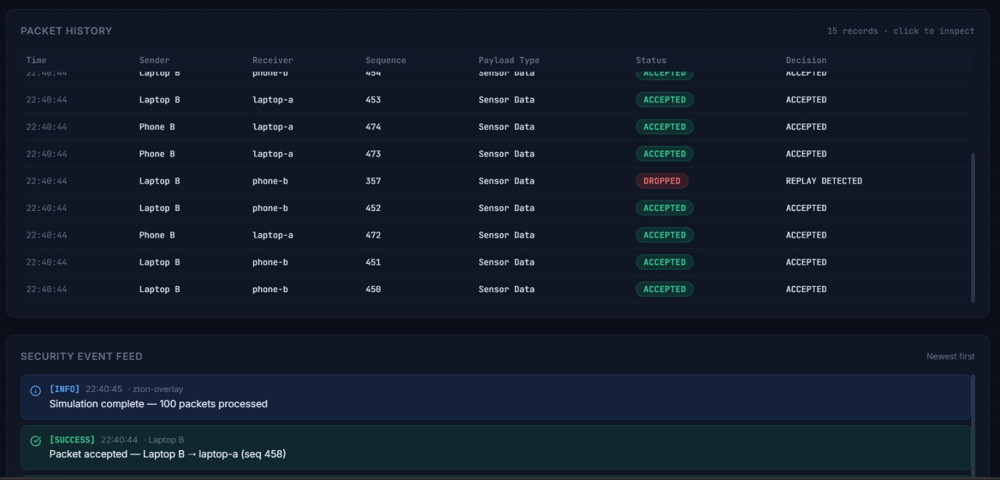 PACKET HISTORY 15 records · click to inspect
Time Sender Receiver Sequence Payload Type Status Decision
22:40:44 Laptop B phone-b 454 Sensor Data ACCEPTED ACCEPTED
22:40:44 Laptop B laptop-a 453 Sensor Data ACCEPTED ACCEPTED
22:40:44 Phone B laptop-a 474 Sensor Data ACCEPTED ACCEPTED
22:40:44 Phone B laptop-a 473 Sensor Data ACCEPTED ACCEPTED
22:40:44 Laptop B phone-b 357 Sensor Data DROPPED REPLAY DETECTED
22:40:44 Laptop B phone-b 452 Sensor Data ACCEPTED ACCEPTED
22:40:44 Phone B laptop-a 472 Sensor Data ACCEPTED ACCEPTED
22:40:44 Laptop B phone-b 451 Sensor Data ACCEPTED ACCEPTED
22:40:44 Laptop B phone-b 450 Sensor Data ACCEPTED ACCEPTED
SECURITY EVENT FEED Newest first
[INFO] 22:40:45 · zton-overlay
Simulation complete — 100 packets processed
[SUCCESS] 22:40:44 · Laptop B
Packet accepted — Laptop B → laptop-a (seq 458)